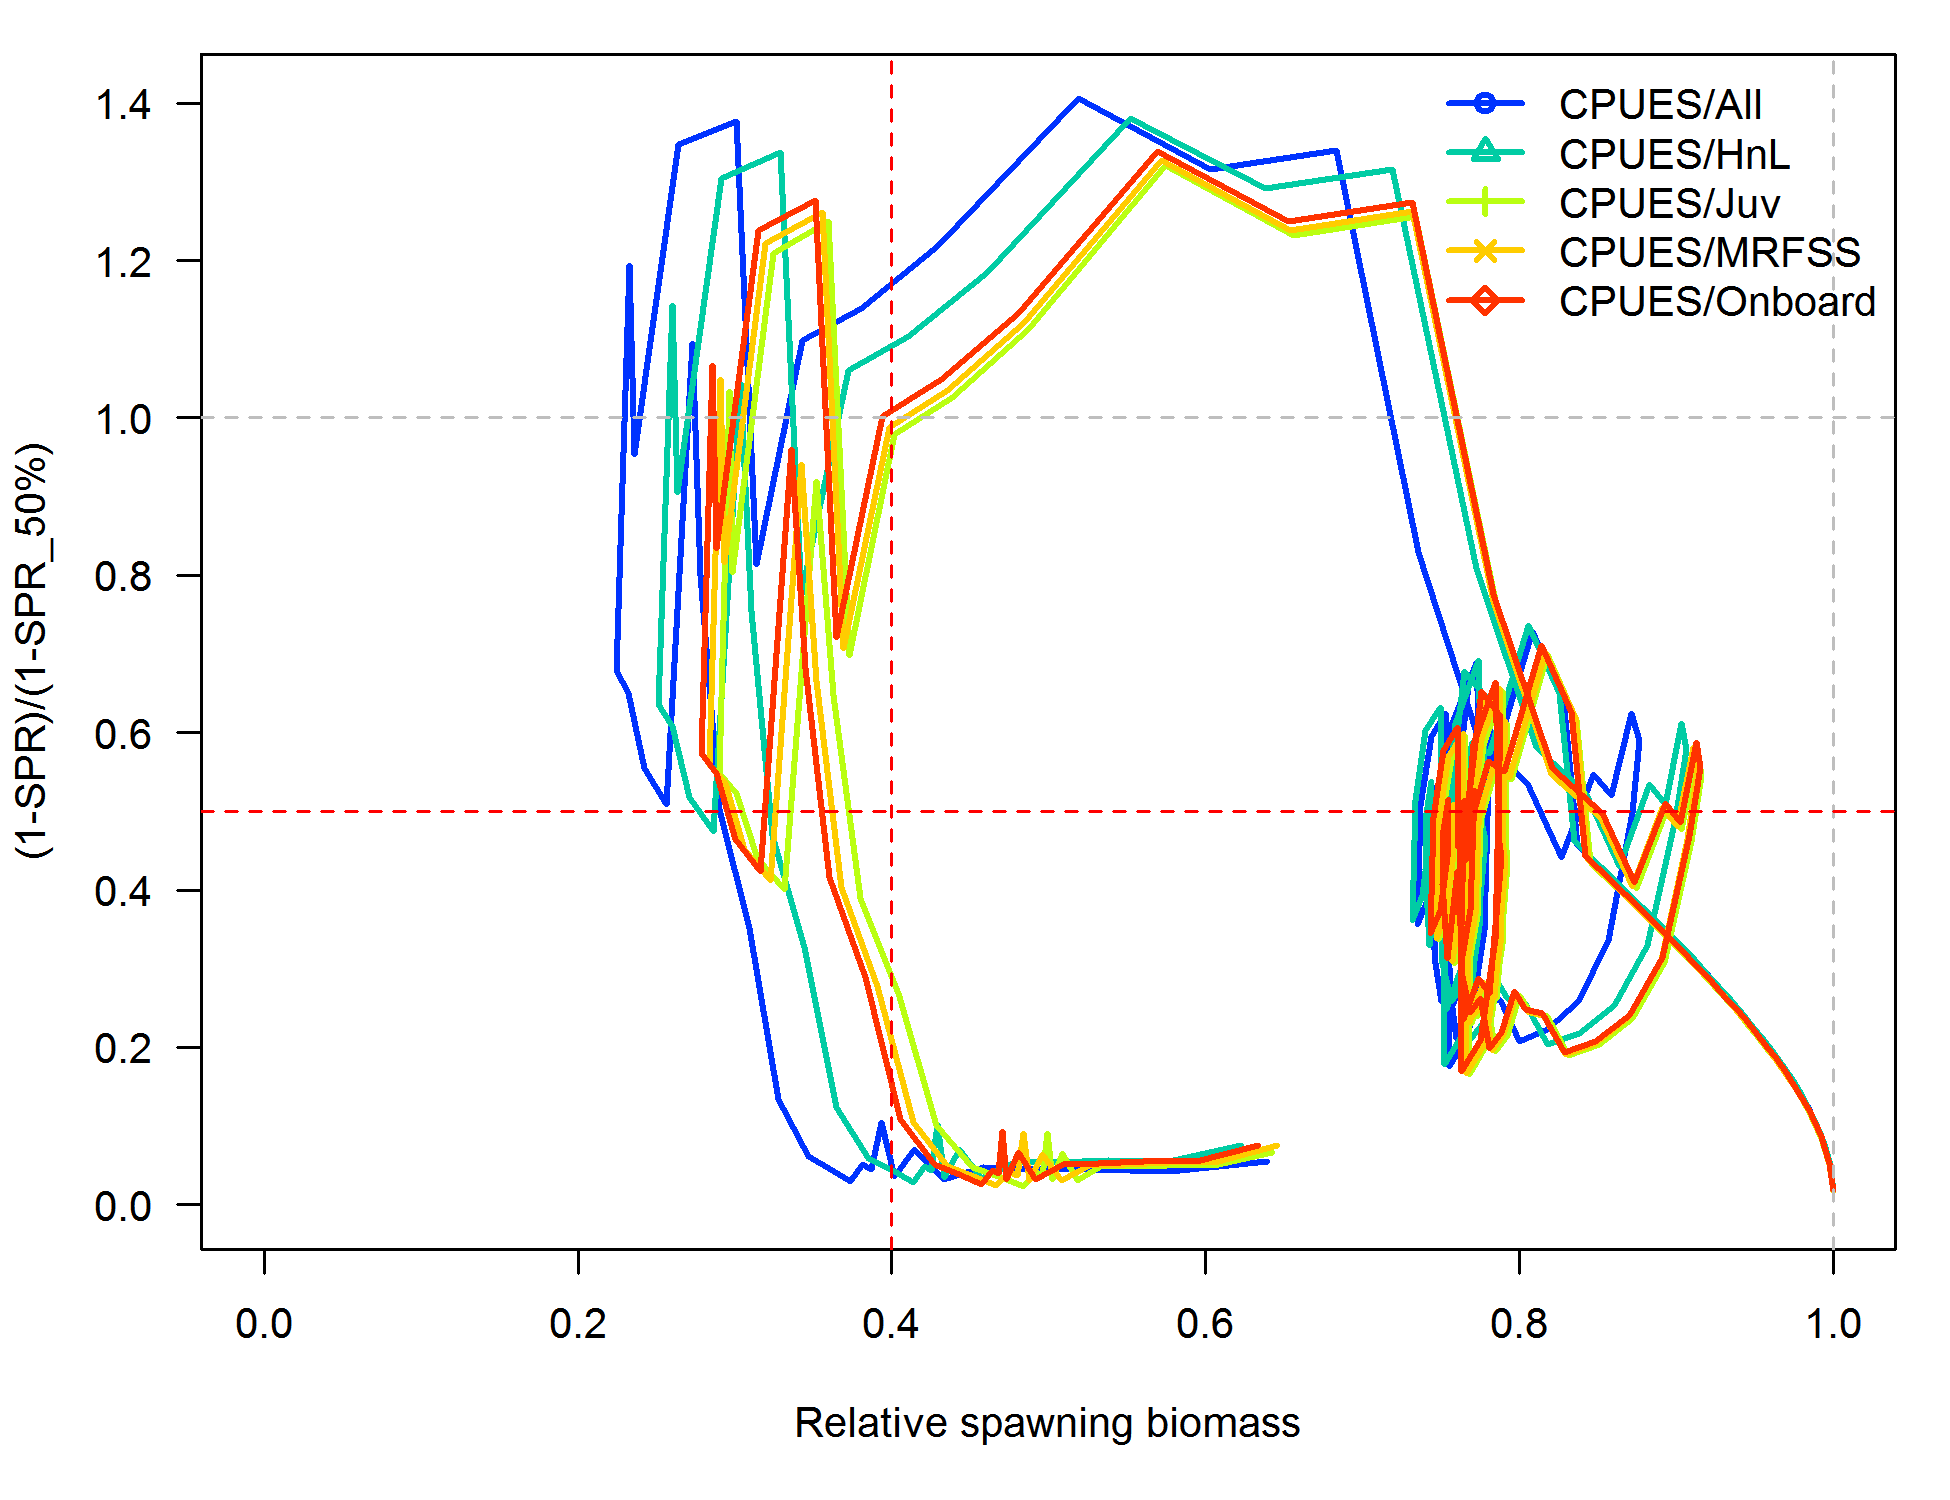 CPUES/All
CPUES/HnL
CPUES/Juv
CPUES/MRFSS
CPUES/Onboard
(1-SPR)/(1-SPR_50%)
1.4
1.2
1.0
0.8
0.6
0.4
0.2
0.0
0.0 0.2 0.4 0.6 0.8 1.0
Relative spawning biomass